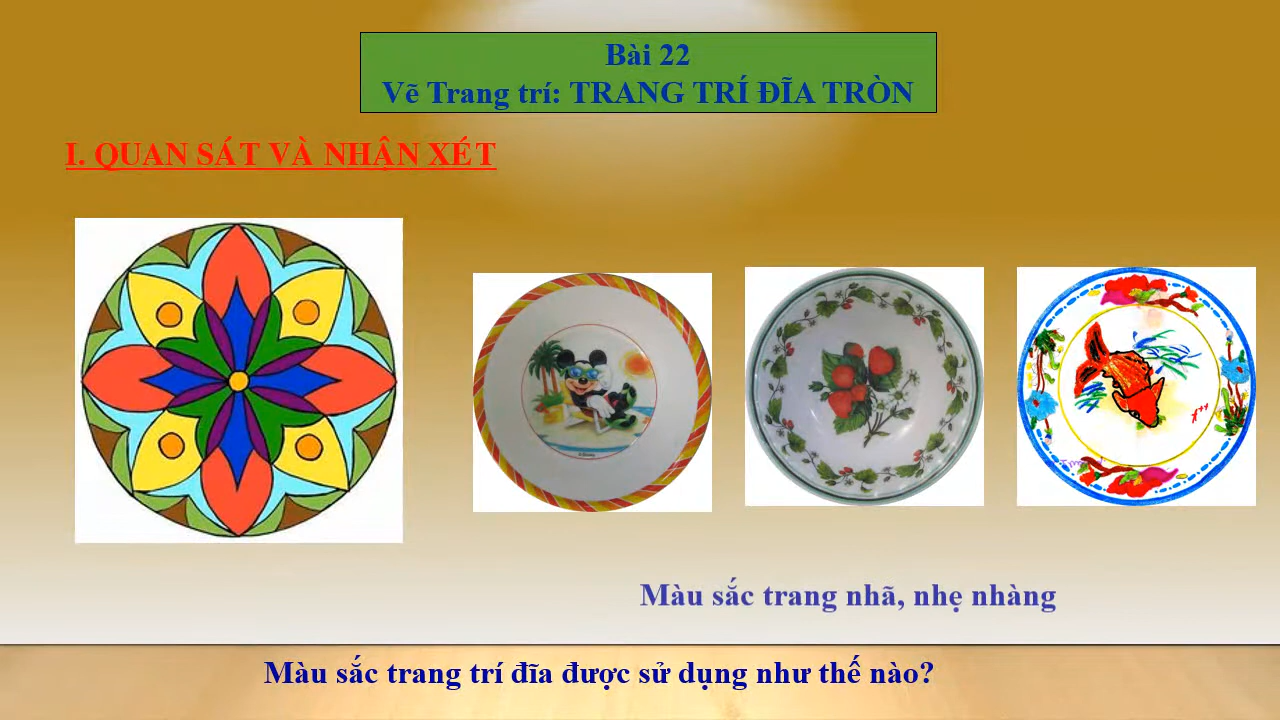 Bài 22
Vẽ Trang trí: TRANG TRÍ ĐĨA TRÒN
I. QUAN SÁT VÀ NHẬN XÉT
Màu sắc trang nhã, nhẹ nhàng
Màu sắc trang trí đĩa được sử dụng như thế nào?